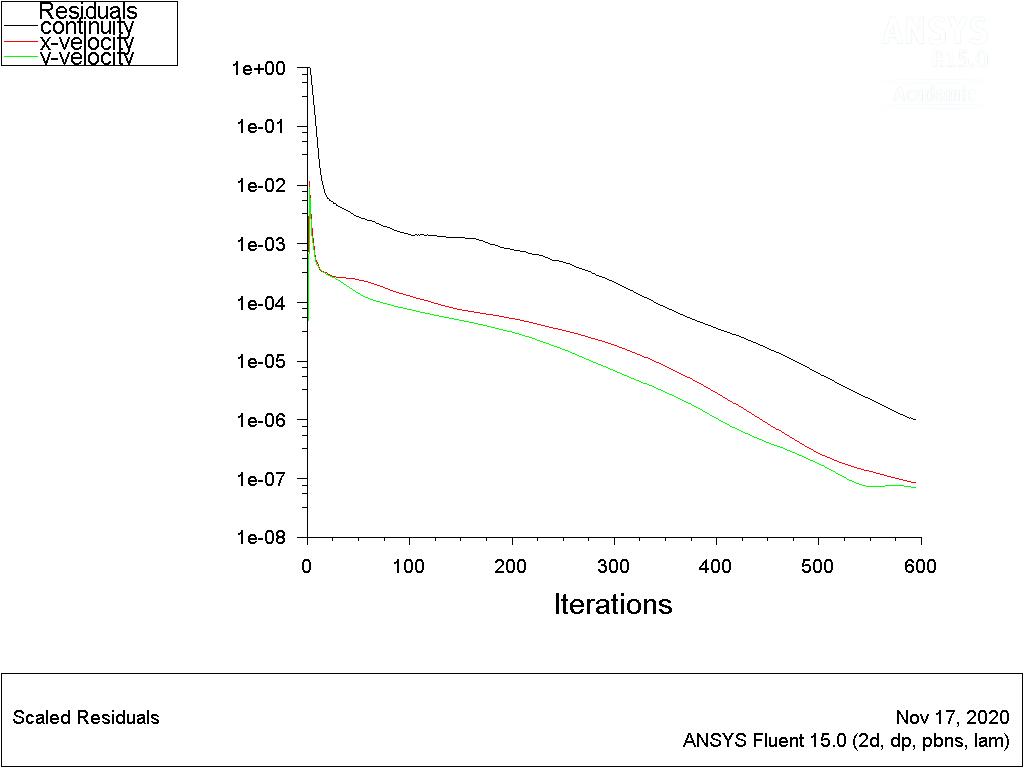 Residuals
continuity
x-velocity
y-velocity
ANSYS
R15.0
Academic
1e+00
1e-01
1e-02
1e-03
1e-04
1e-05
1e-06
1e-07
1e-08
0 100 200 300 400 500 600
Iterations
Scaled Residuals
Nov 17, 2020
ANSYS Fluent 15.0 (2d, dp, pbns, lam)